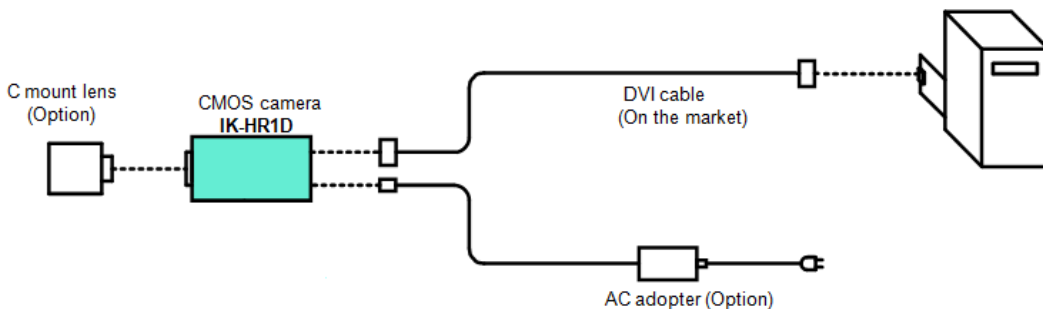 C mount lens
(Option)
CMOS camera
IK-HR1D
DVI cable
(On the market)
AC adopter (Option)